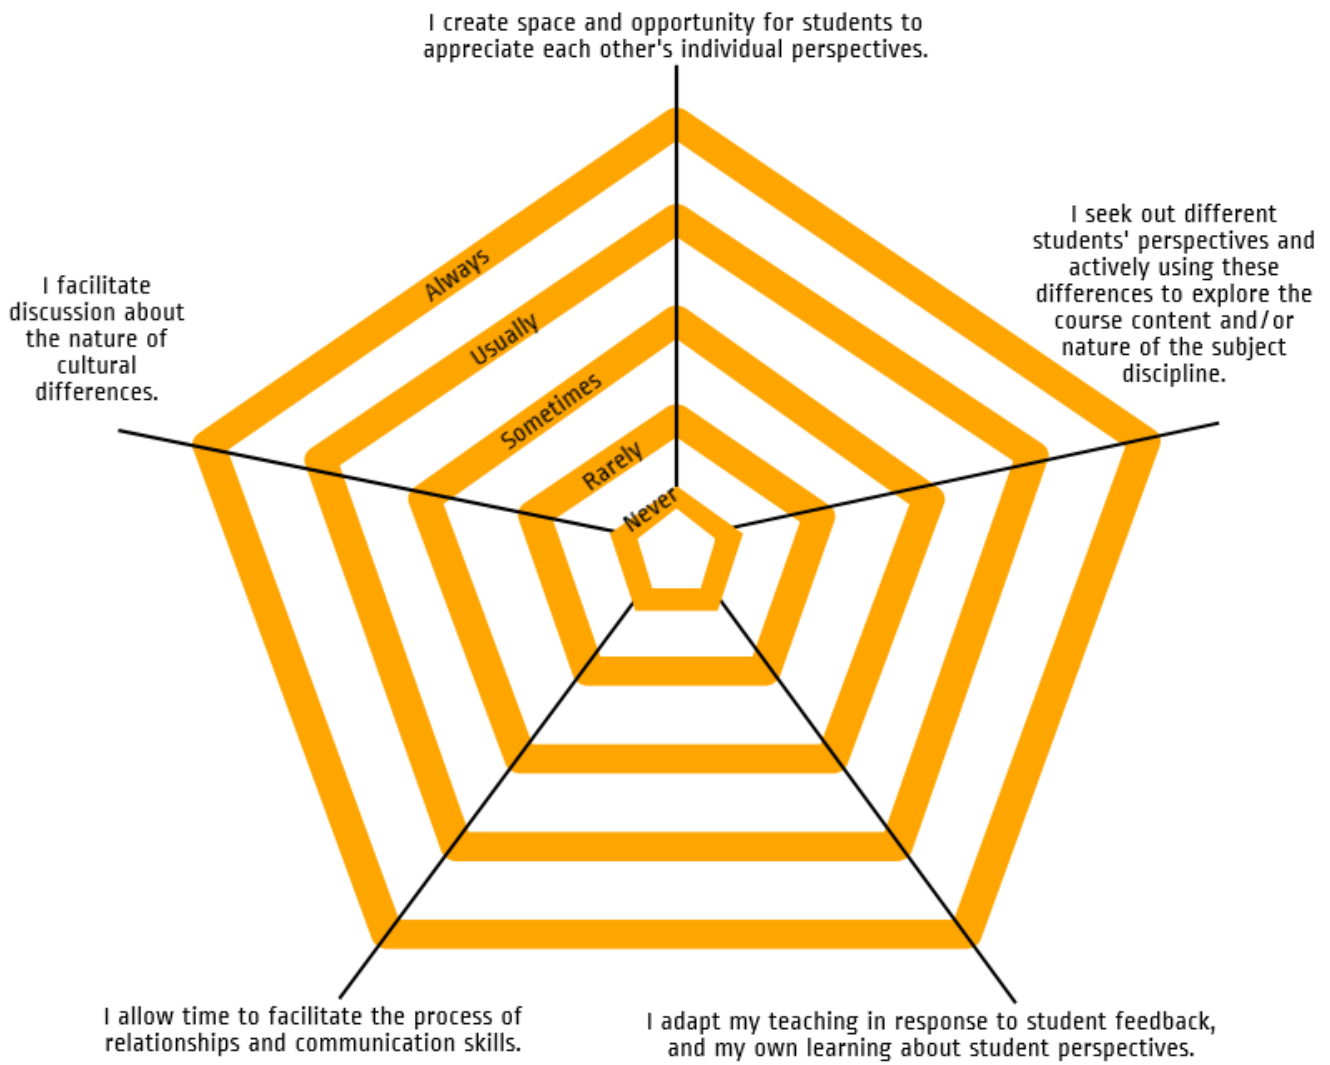 I create space and opportunity for students to
appreciate each other's individual perspectives.
I seek out different
students' perspectives and
actively using these
differences to explore the
course content and/or
nature of the subject
discipline.
I facilitate
discussion about
the nature of
cultural
differences.
Always
Usually
Sometimes
Rarely
Never
I allow time to facilitate the process of
relationships and communication skills.
I adapt my teaching in response to student feedback,
and my own learning about student perspectives.